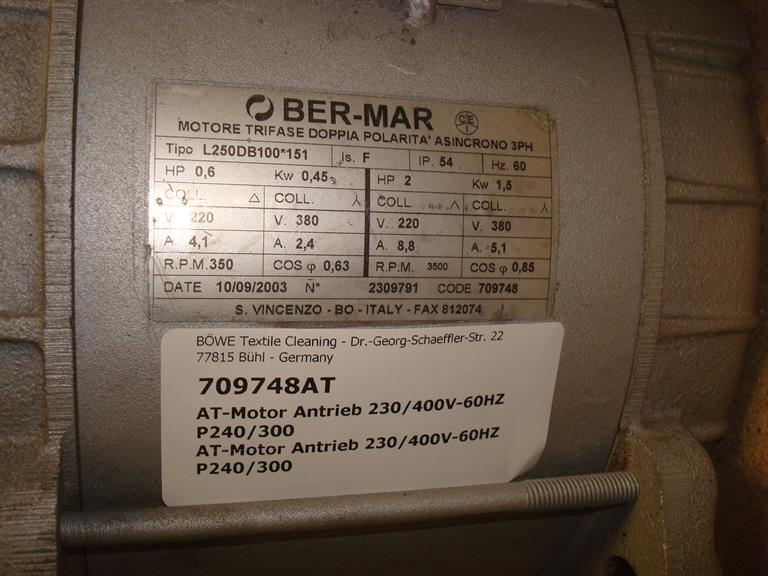 BER-MAR CE I
MOTORE TRIFASE DOPPIA POLARITA' ASINCRONO 3PH
Tipo L250DB100*151 Is. F IP. 54 Hz. 60
HP 0,6 Kw 0,45 HP 2 Kw 1,5
COLL. △ COLL. ⅄ COLL. ⅄ COLL. ⅄
V. 220 V. 380 V. 220 V. 380
A. 4,1 A. 2,4 A. 8,8 A. 5,1
R.P.M. 350 COS φ 0,63 R.P.M. 3500 COS φ 0,85
DATE 10/09/2003 N° 2309791 CODE 709748
S. VINCENZO - BO - ITALY - FAX 812074
BÖWE Textile Cleaning - Dr.-Georg-Schaeffler-Str. 22
77815 Bühl - Germany
709748AT
AT-Motor Antrieb 230/400V-60HZ
P240/300
AT-Motor Antrieb 230/400V-60HZ
P240/300